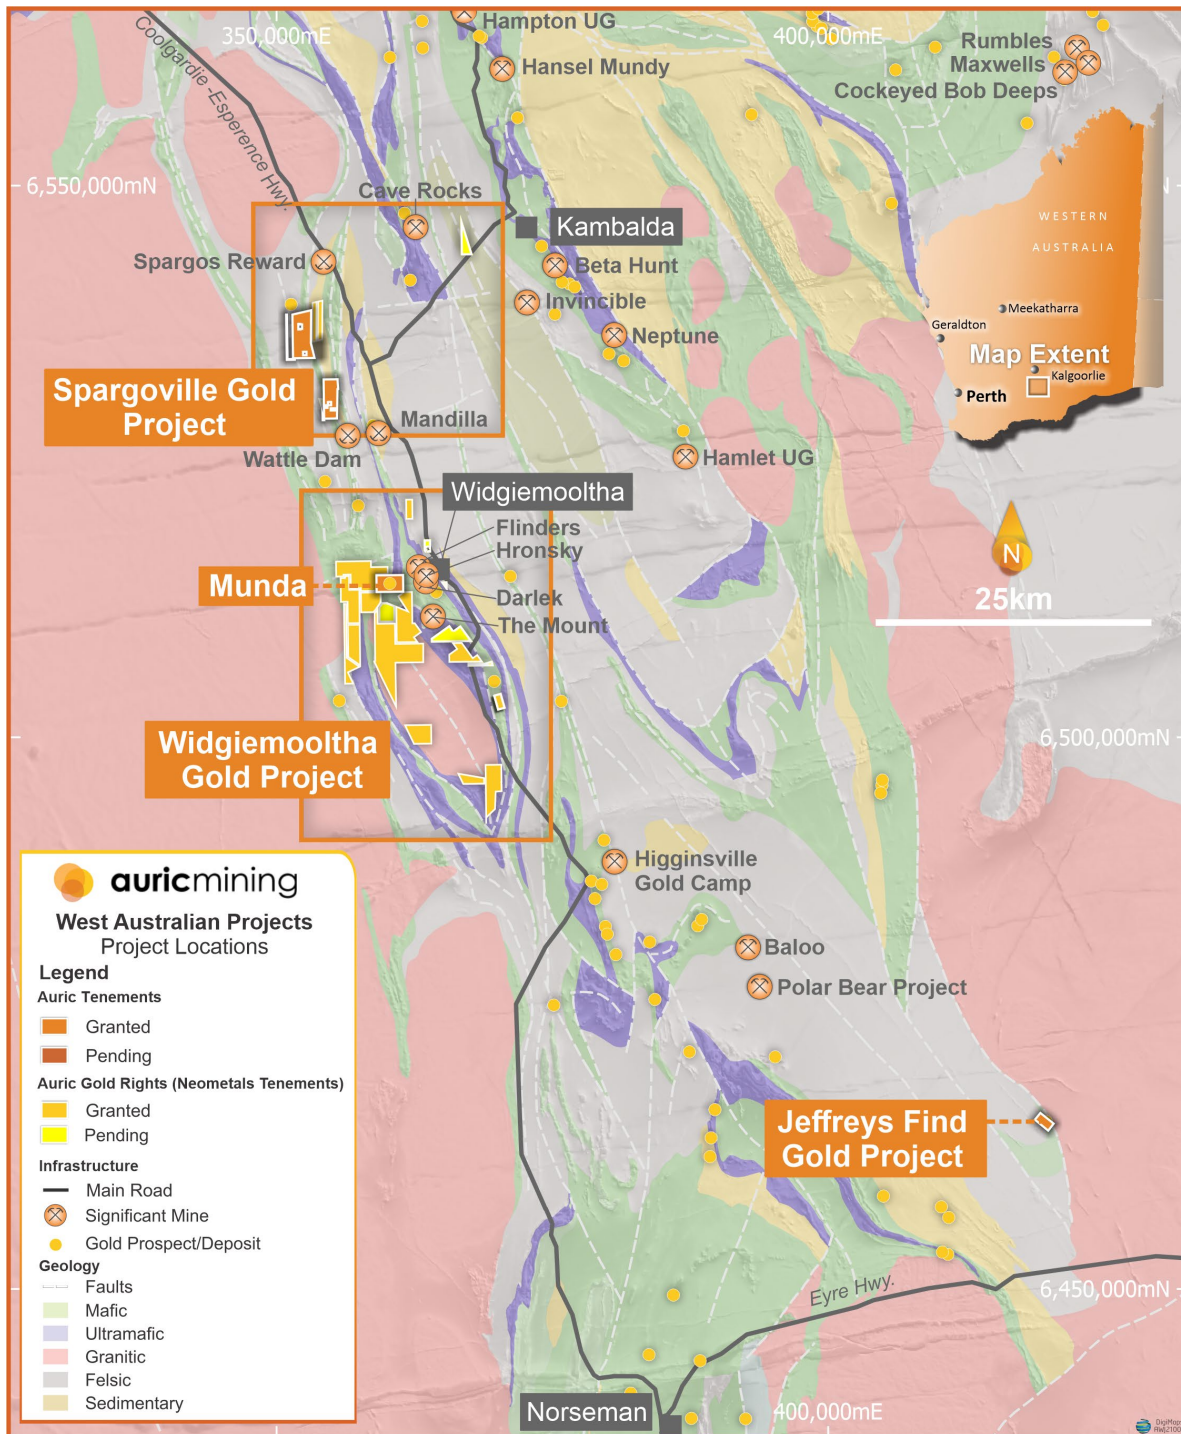 Hampton UG
350,000mE
400,000mE
Coolgardie -Esperence Hwy.
Hansel Mundy
Rumbles
Maxwells
Cockeyed Bob Deeps
6,550,000mN
N
Cave Rocks
Kambalda
WESTERN
AUSTRALIA
Spargos Reward
Beta Hunt
Invincible
Neptune
Meekatharra
Geraldton
Map Extent
Kalgoorlie
Perth
Spargoville Gold
Project
Mandilla
Wattle Dam
Hamlet UG
Widgiemooltha
Flinders
Hronsky
N
Munda
Darlek
25km
The Mount
Widgiemooltha
Gold Project
6,500,000mN
Higginsville
Gold Camp
auricmining
West Australian Projects
Project Locations
Baloo
Polar Bear Project
Legend
Auric Tenements
Granted
Pending
Auric Gold Rights (Neometals Tenements)
Granted
Pending
Jeffreys Find
Gold Project
Infrastructure
Main Road
Significant Mine
Gold Prospect/Deposit
Geology
Faults
Mafic
Ultramafic
Granitic
Felsic
Sedimentary
Eyre Hwy.
6,450,000mN
Norseman
400,000mE
DigiMaps